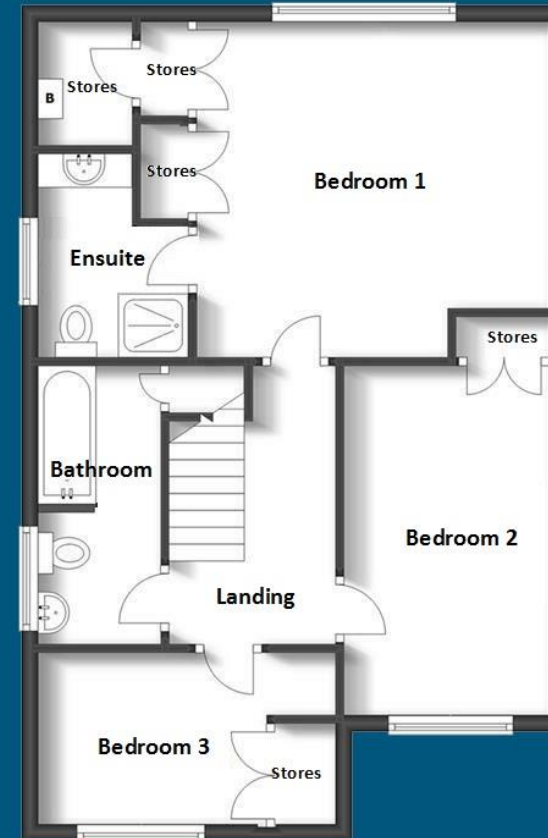 Stores
Stores
B
Stores
Bedroom 1
Ensuite
Stores
Bathroom
Bedroom 2
Landing
Bedroom 3
Stores